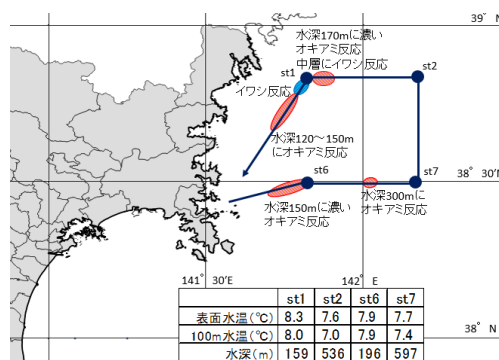 39° N
水深170mに濃い
オキアミ反応
中層にイワシ反応
st1
st2
イワシ反応
水深120～150m
にオキアミ反応
38° 30'N
st6
st7
水深150mに濃い
オキアミ反応
水深300mに
オキアミ反応
141° 30'E
142° E
st1 st2 st6 st7
表面水温(℃) 8.3 7.6 7.9 7.7
100m水温(℃) 8.0 7.0 7.9 7.4
水深(m) 159 536 196 597
38° N